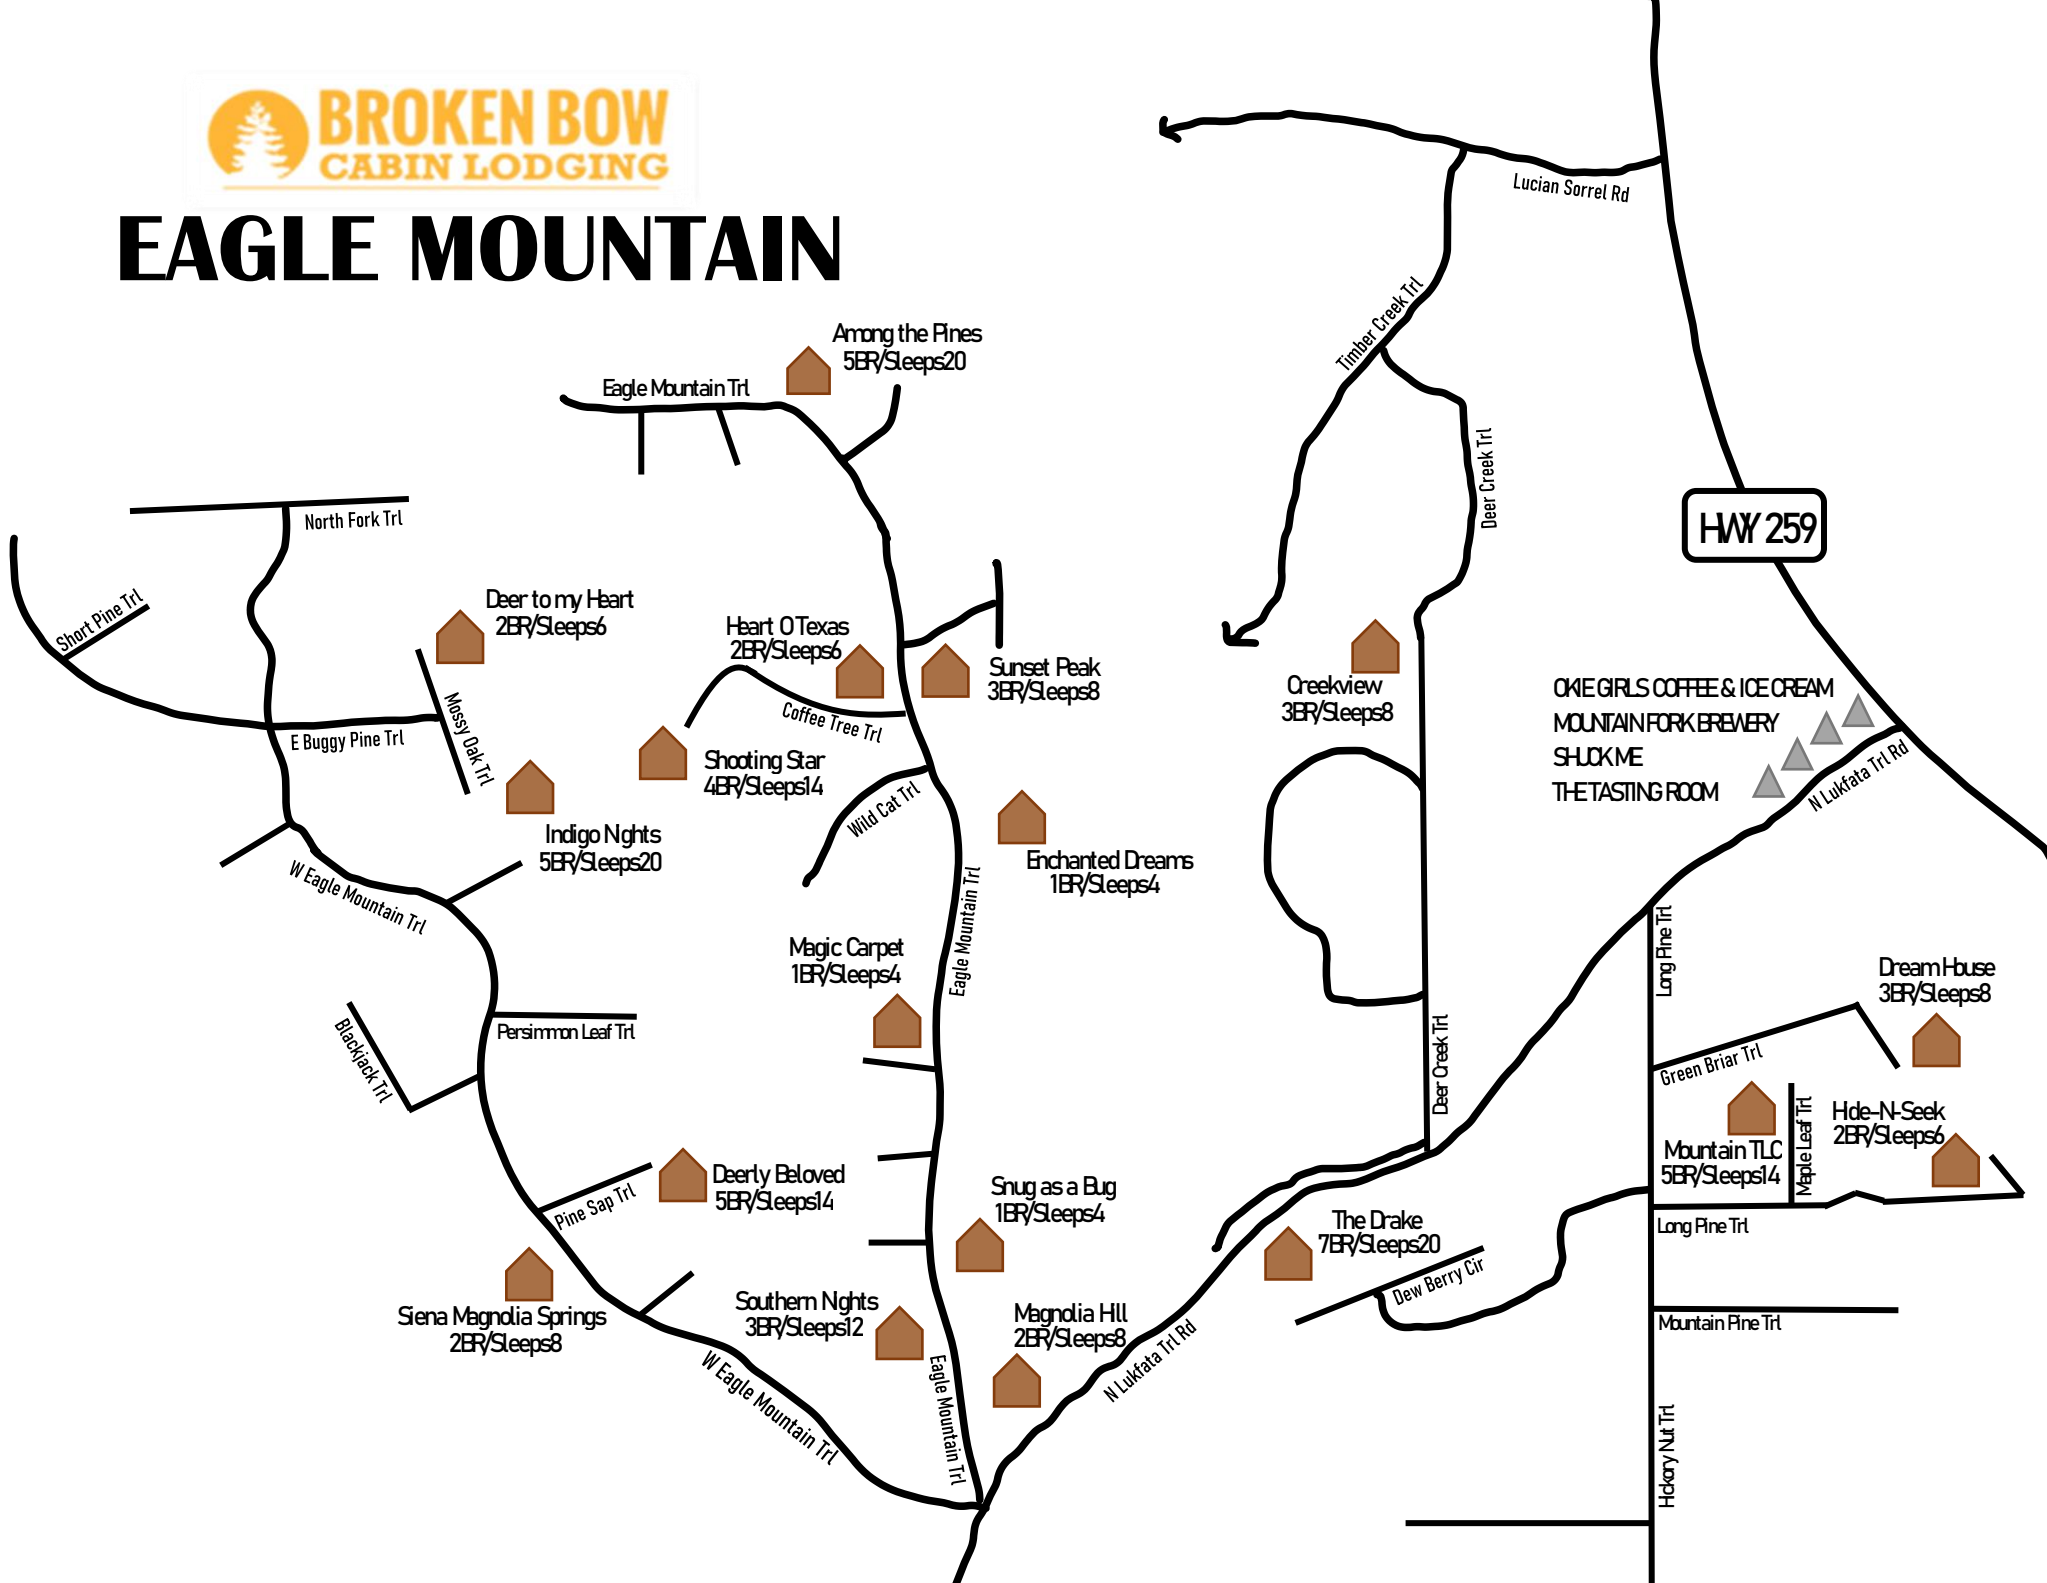 BROKEN BOW
CABIN LODGING
EAGLE MOUNTAIN
Lucian Sorrel Rd
Timber Creek Trl
Among the Pines
5BR/Sleeps20
Eagle Mountain Trl
Deer Creek Trl
HWY 259
North Fork Trl
Short Pine Trl
Deer to my Heart
2BR/Sleeps6
Heart O Texas
2BR/Sleeps6
Sunset Peak
3BR/Sleeps8
Creekview
3BR/Sleeps8
OKIE GIRLS COFFEE & ICE CREAM
MOUNTAIN FORK BREWERY
SHUCK ME
THE TASTING ROOM
N Lukfata Trl Rd
E Buggy Pine Trl
Mossy Oak Trl
Coffee Tree Trl
Shooting Star
4BR/Sleeps14
Wild Cat Trl
Indigo Nghts
5BR/Sleeps20
Enchanted Dreams
1BR/Sleeps4
W Eagle Mountain Trl
Eagle Mountain Trl
Magic Carpet
1BR/Sleeps4
Long Pine Trl
Dream House
3BR/Sleeps8
Persimmon Leaf Trl
Blackjack Trl
Deer Creek Trl
Green Briar Trl
Maple Leaf Trl
Hde-N-Seek
2BR/Sleeps6
Mountain TLC
5BR/Sleeps14
Deerly Beloved
5BR/Sleeps14
Pine Sap Trl
Snug as a Bug
1BR/Sleeps4
The Drake
7BR/Sleeps20
Long Pine Trl
Dew Berry Cir
Siena Magnolia Springs
2BR/Sleeps8
Southern Nghts
3BR/Sleeps12
Magnolia Hill
2BR/Sleeps8
Mountain Pine Trl
N Lukfata Trl Rd
W Eagle Mountain Trl
Eagle Mountain Trl
Hckory Nut Trl